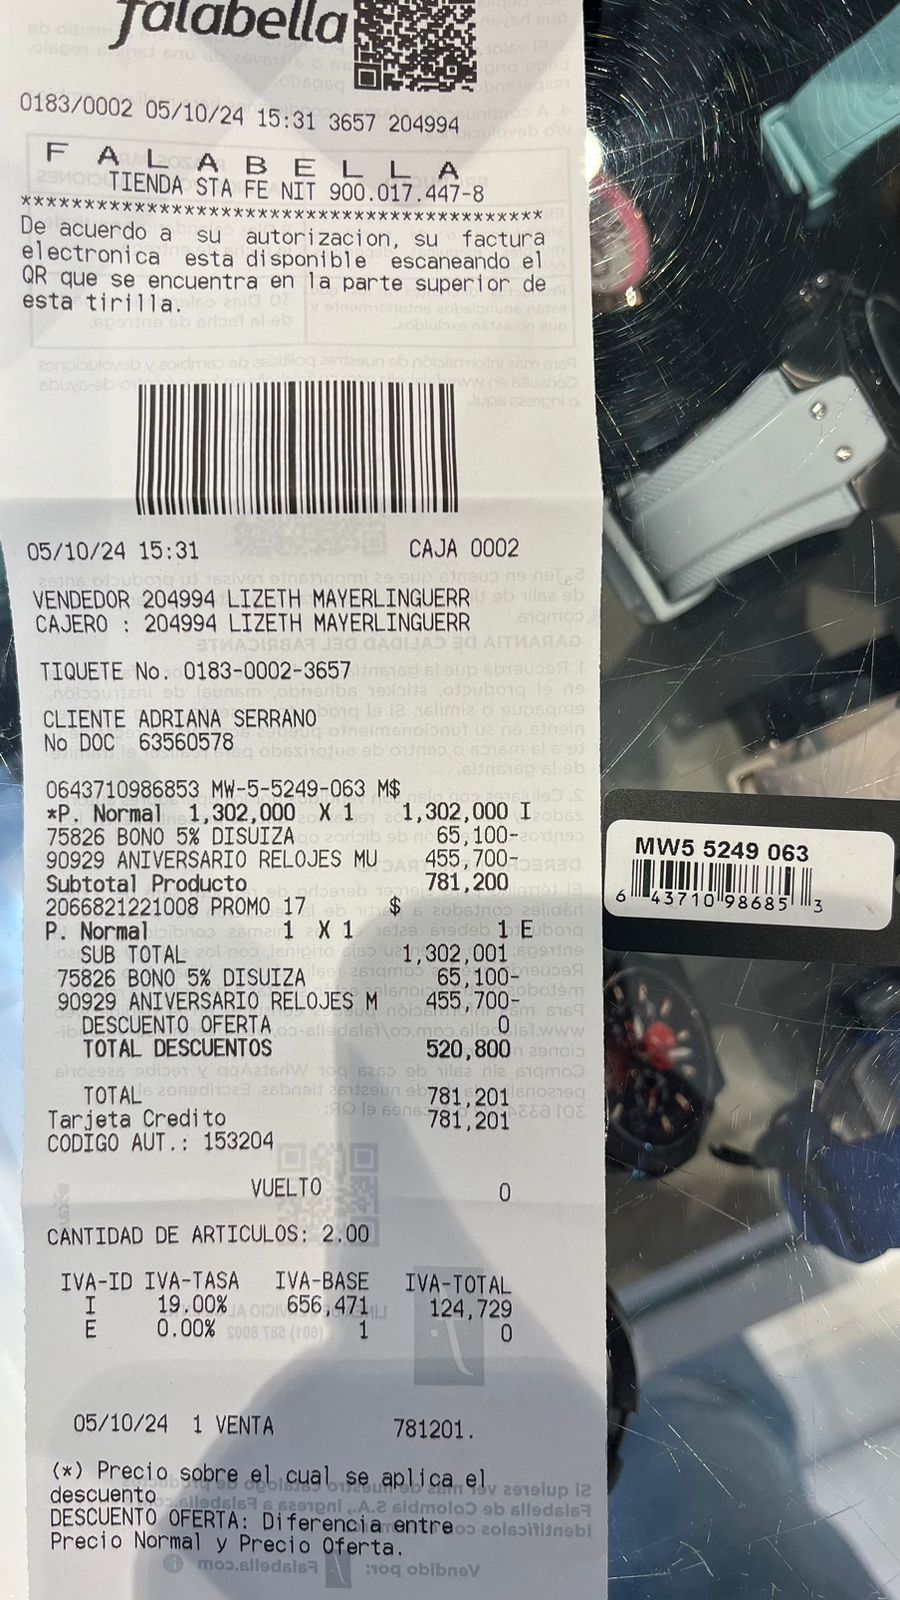 falabella
0183/0002 05/10/24 15:31 3657 204994
F A L A B E L L A
TIENDA STA FE NIT 900.017.447-8
******************************************
De acuerdo a su autorizacion, su factura
electronica esta disponible escaneando el
QR que se encuentra en la parte superior de
esta tirilla.
05/10/24 15:31 CAJA 0002
VENDEDOR 204994 LIZETH MAYERLINGUERR
CAJERO : 204994 LIZETH MAYERLINGUERR
TIQUETE No. 0183-0002-3657
CLIENTE ADRIANA SERRANO
No DOC 63560578
0643710986853 MW-5-5249-063 M$
*P. Normal 1,302,000 X 1 1,302,000 I
75826 BONO 5% DISUIZA 65,100-
90929 ANIVERSARIO RELOJES MU 455,700-
Subtotal Producto 781,200
2066821221008 PROMO 17 $
P. Normal 1 X 1 1 E
SUB TOTAL 1,302,001
75826 BONO 5% DISUIZA 65,100-
90929 ANIVERSARIO RELOJES M 455,700-
DESCUENTO OFERTA 0
TOTAL DESCUENTOS 520,800
TOTAL 781,201
Tarjeta Credito 781,201
CODIGO AUT.: 153204
VUELTO 0
CANTIDAD DE ARTICULOS: 2.00
IVA-ID IVA-TASA IVA-BASE IVA-TOTAL
I 19.00% 656,471 124,729
E 0.00% 1 0
05/10/24 1 VENTA 781201.
(*) Precio sobre el cual se aplica el
descuento
DESCUENTO OFERTA: Diferencia entre
Precio Normal y Precio Oferta.
MW5 5249 063
6 43710 98685 3